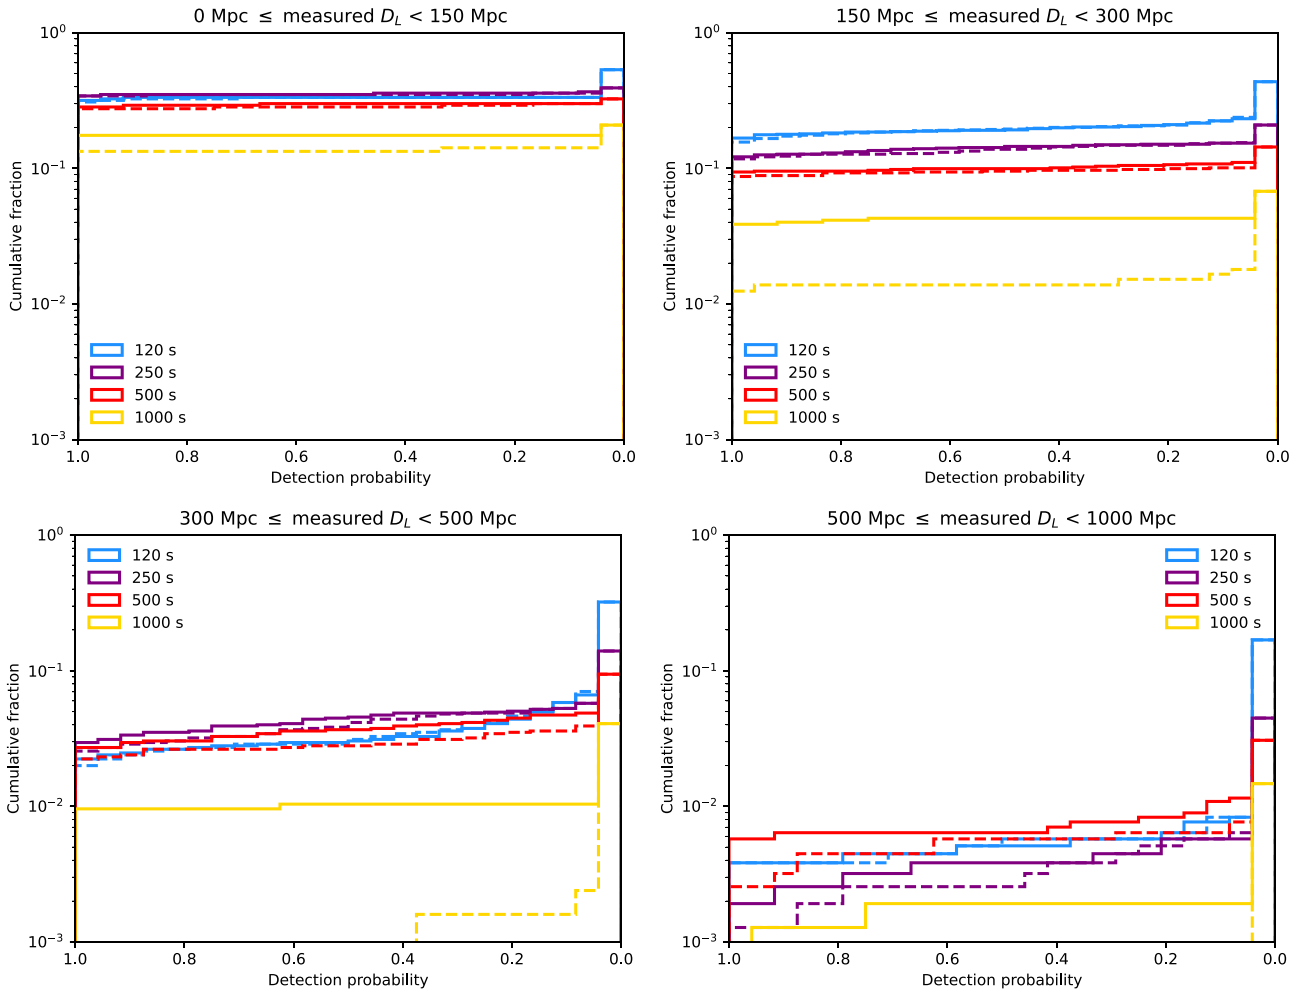 0 Mpc ≤ measured D_L < 150 Mpc
10^0
10^-1
10^-2
10^-3
Cumulative fraction
120 s
250 s
500 s
1000 s
1.0 0.8 0.6 0.4 0.2 0.0
Detection probability
150 Mpc ≤ measured D_L < 300 Mpc
10^0
10^-1
10^-2
10^-3
Cumulative fraction
120 s
250 s
500 s
1000 s
1.0 0.8 0.6 0.4 0.2 0.0
Detection probability
300 Mpc ≤ measured D_L < 500 Mpc
10^0
10^-1
10^-2
10^-3
Cumulative fraction
120 s
250 s
500 s
1000 s
1.0 0.8 0.6 0.4 0.2 0.0
Detection probability
500 Mpc ≤ measured D_L < 1000 Mpc
10^0
10^-1
10^-2
10^-3
Cumulative fraction
120 s
250 s
500 s
1000 s
1.0 0.8 0.6 0.4 0.2 0.0
Detection probability